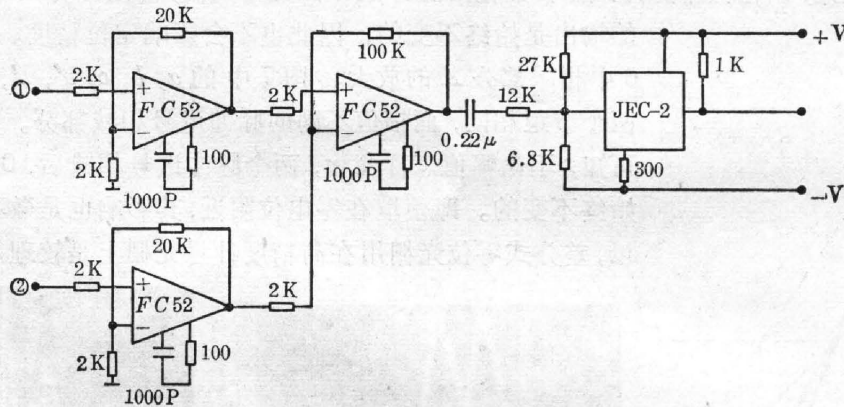 20K
100K
+V
① 2K + FC52 − 2K + FC52 − 0.22μ 12K 27K JEC-2 1K
2K 100 1000P
100 1000P
6.8K 300
−V
20K
② 2K + FC52 − 2K
2K 100
1000P